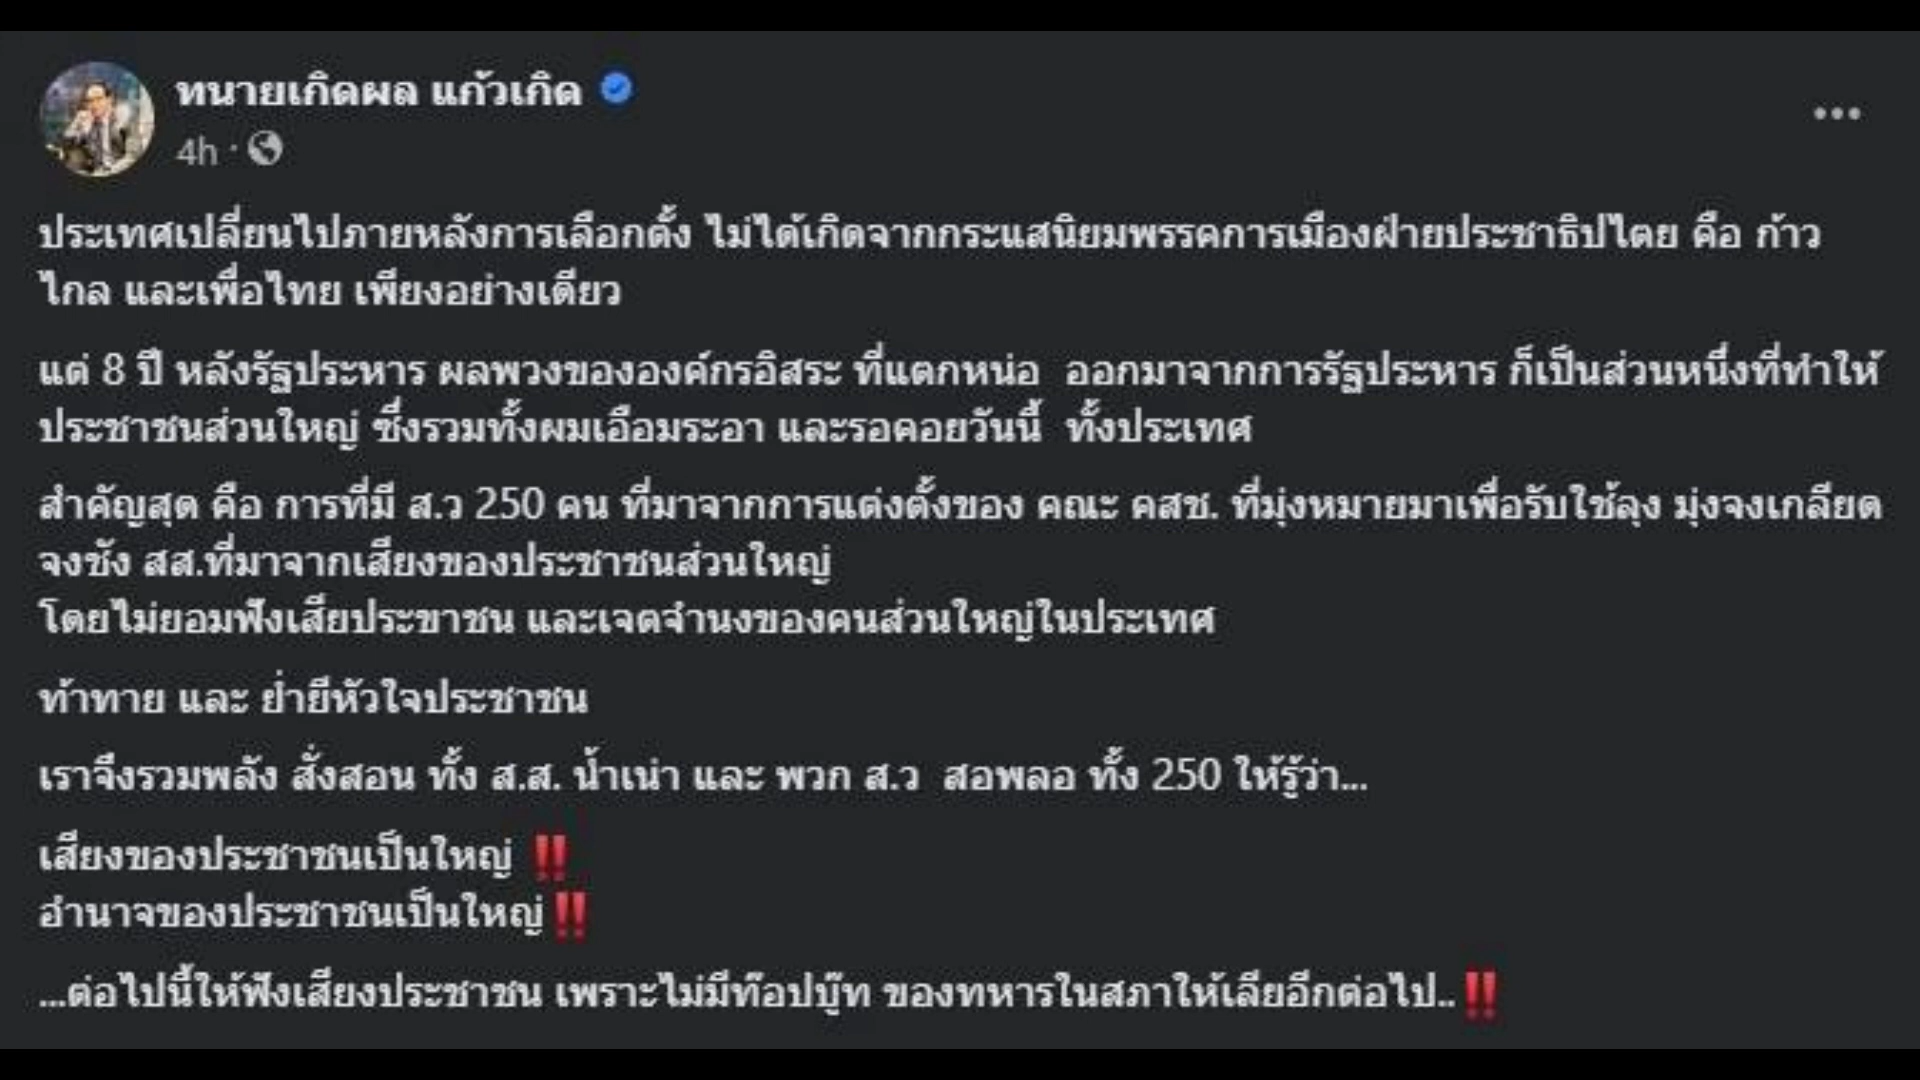 ทนายเกิดผล แก้วเกิด
4h ·
ประเทศเปลี่ยนไปภายหลังการเลือกตั้ง ไม่ได้เกิดจากกระแสนิยมพรรคการเมืองฝ่ายประชาธิปไตย คือ ก้าว
ไกล และเพื่อไทย เพียงอย่างเดียว
แต่ 8 ปี หลังรัฐประหาร ผลพวงขององค์กรอิสระ ที่แตกหน่อ ออกมาจากการรัฐประหาร ก็เป็นส่วนหนึ่งที่ทำให้
ประชาชนส่วนใหญ่ ซึ่งรวมทั้งผมเอือมระอา และรอคอยวันนี้ ทั้งประเทศ
สำคัญสุด คือ การที่มี ส.ว 250 คน ที่มาจากการแต่งตั้งของ คณะ คสช. ที่มุ่งหมายมาเพื่อรับใช้ลุง มุ่งจงเกลียด
จงชัง สส.ที่มาจากเสียงของประชาชนส่วนใหญ่
โดยไม่ยอมฟังเสียประขาชน และเจตจำนงของคนส่วนใหญ่ในประเทศ
ท้าทาย และ ย่ำยีหัวใจประชาชน
เราจึงรวมพลัง สั่งสอน ทั้ง ส.ส. น้ำเน่า และ พวก ส.ว สอพลอ ทั้ง 250 ให้รู้ว่า...
เสียงของประชาชนเป็นใหญ่ ‼️
อำนาจของประชาชนเป็นใหญ่‼️
...ต่อไปนี้ให้ฟังเสียงประชาชน เพราะไม่มีท๊อปบู๊ท ของทหารในสภาให้เลียอีกต่อไป..‼️